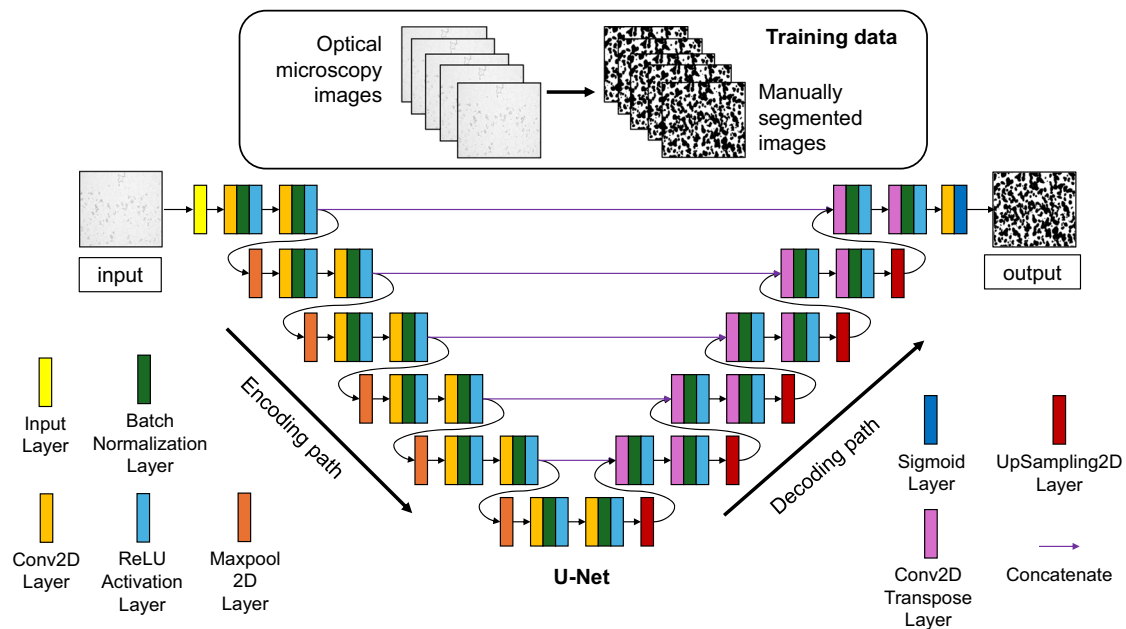 Optical
microscopy
images
Training data
Manually
segmented
images
input
output
Encoding path
Decoding path
Input
Layer
Batch
Normalization
Layer
Conv2D
Layer
ReLU
Activation
Layer
Maxpool
2D
Layer
U-Net
Sigmoid
Layer
UpSampling2D
Layer
Conv2D
Transpose
Layer
Concatenate